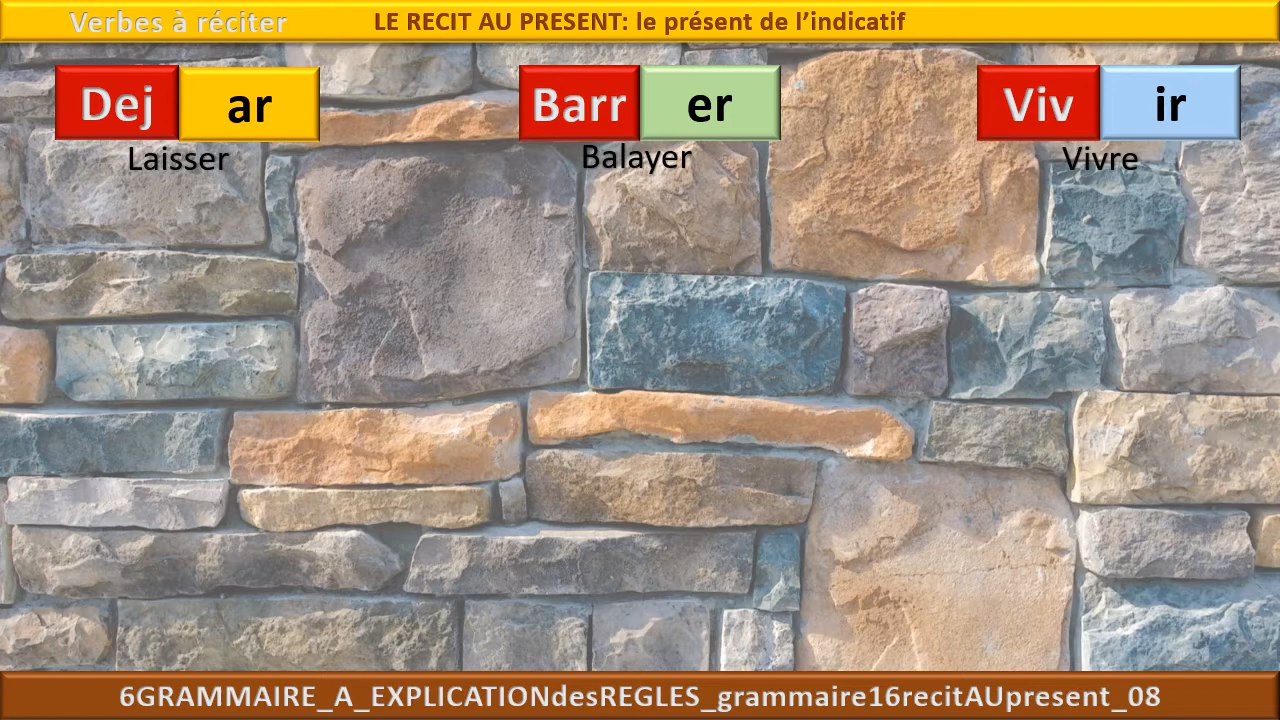 Verbes à réciter
LE RECIT AU PRESENT: le présent de l’indicatif
Dej ar
Barr er
Viv ir
Laisser
Balayer
Vivre
6GRAMMAIRE_A_EXPLICATIONdesREGLES_grammaire16recitAUpresent_08